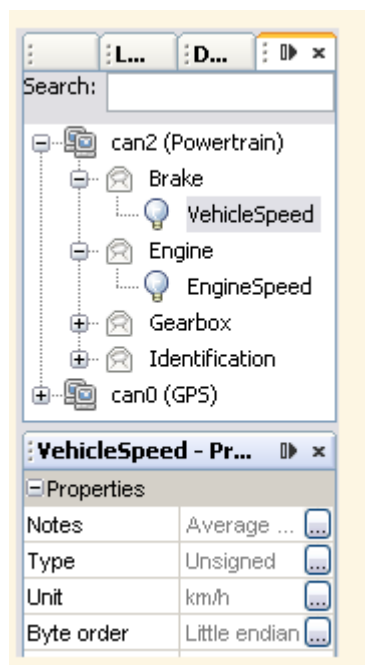 L... D...
Search:
can2 (Powertrain)
Brake
VehicleSpeed
Engine
EngineSpeed
Gearbox
Identification
can0 (GPS)
VehicleSpeed - Pr...
Properties
Notes Average ... ...
Type Unsigned ...
Unit km/h ...
Byte order Little endian ...